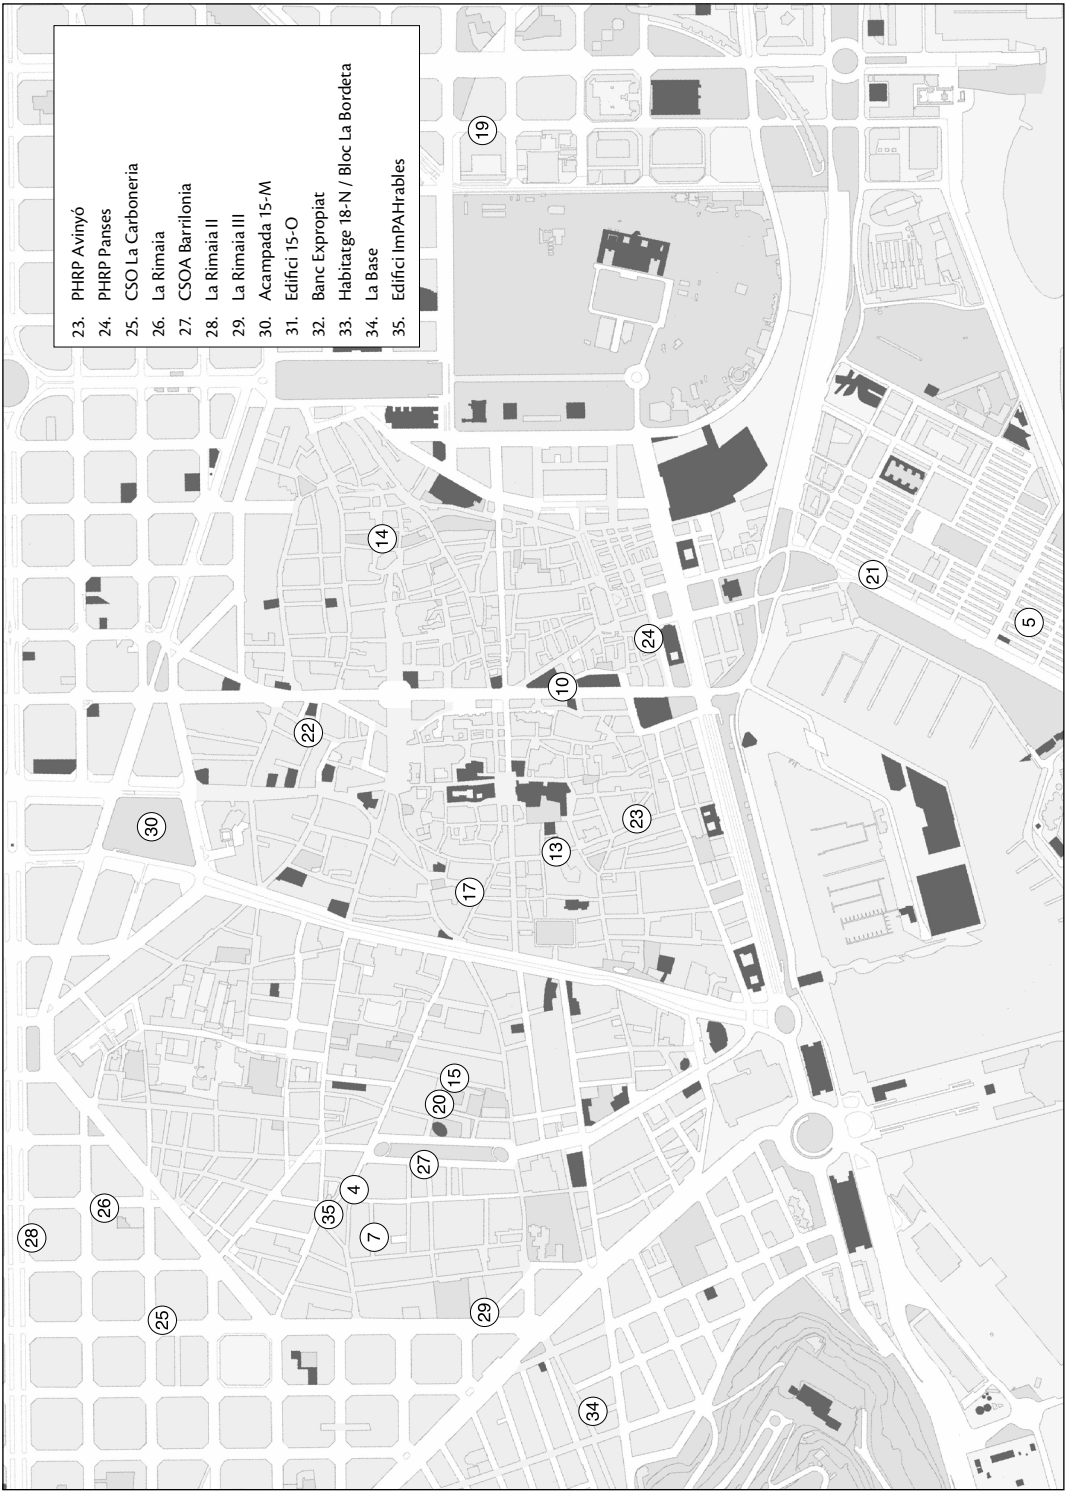 23. PHRP Avinyó
24. PHRP Panses
25. CSO La Carboneria
26. La Rimaia
27. CSOA Barrilonia
28. La Rimaia II
29. La Rimaia III
30. Acampada 15-M
31. Edifici 15-O
32. Banc Expropiat
33. Habitatge 18-N / Bloc La Bordeta
34. La Base
35. Edifici ImPAHrables
19
14
22
30
10
24
21
5
23
13
17
15
20
27
4
35
7
26
28
25
29
34